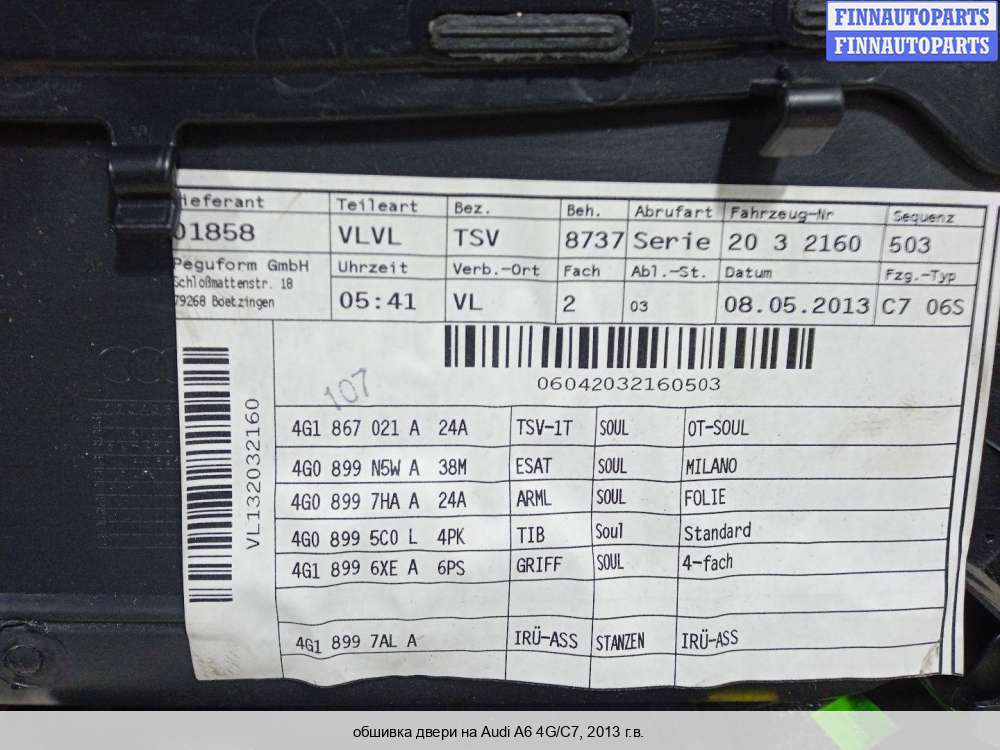 FINNAUTOPARTS
FINNAUTOPARTS
Lieferant Teileart Bez. Beh. Abrufart Fahrzeug-Nr Sequenz
01858 VLVL TSV 8737 Serie 20 3 2160 503
Peguform GmbH Uhrzeit Verb.-Ort Fach Abl.-St. Datum Fzg.-Typ
Schloßmattenstr. 18
79268 Boetzingen 05:41 VL 2 03 08.05.2013 C7 06S
06042032160503
107
VL132032160
4G1 867 021 A 24A TSV-1T SOUL OT-SOUL
4G0 899 N5W A 38M ESAT SOUL MILANO
4G0 899 7HA A 24A ARML SOUL FOLIE
4G0 899 5C0 L 4PK TIB Soul Standard
4G1 899 6XE A 6PS GRIFF SOUL 4-fach
4G1 899 7AL A IRÜ-ASS STANZEN IRÜ-ASS
обшивка двери на Audi A6 4G/C7, 2013 г.в.